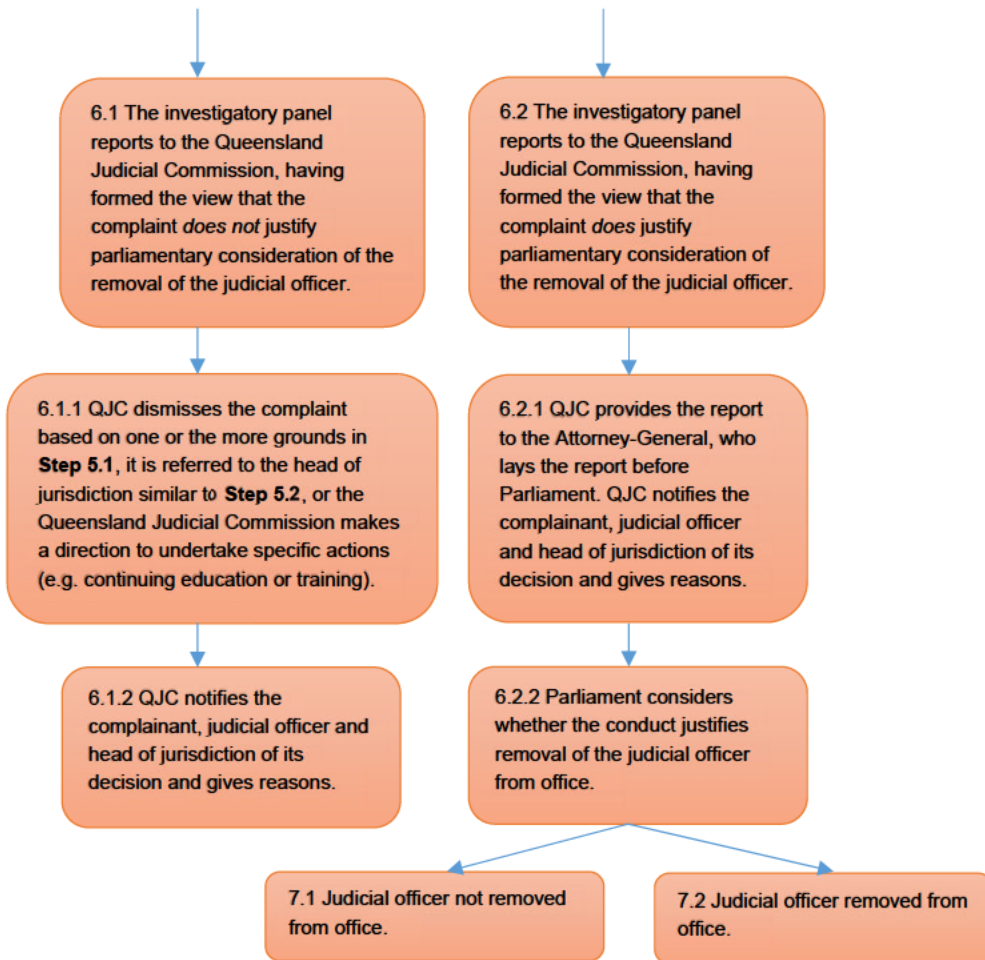 6.1 The investigatory panel
reports to the Queensland
Judicial Commission, having
formed the view that the
complaint does not justify
parliamentary consideration of the
removal of the judicial officer.
6.2 The investigatory panel
reports to the Queensland
Judicial Commission, having
formed the view that the
complaint does justify
parliamentary consideration of
the removal of the judicial officer.
6.1.1 QJC dismisses the complaint
based on one or the more grounds in
Step 5.1, it is referred to the head of
jurisdiction similar to Step 5.2, or the
Queensland Judicial Commission makes
a direction to undertake specific actions
(e.g. continuing education or training).
6.2.1 QJC provides the report
to the Attorney-General, who
lays the report before
Parliament. QJC notifies the
complainant, judicial officer
and head of jurisdiction of its
decision and gives reasons.
6.1.2 QJC notifies the
complainant, judicial officer and
head of jurisdiction of its
decision and gives reasons.
6.2.2 Parliament considers
whether the conduct justifies
removal of the judicial officer
from office.
7.1 Judicial officer not removed
from office.
7.2 Judicial officer removed from
office.